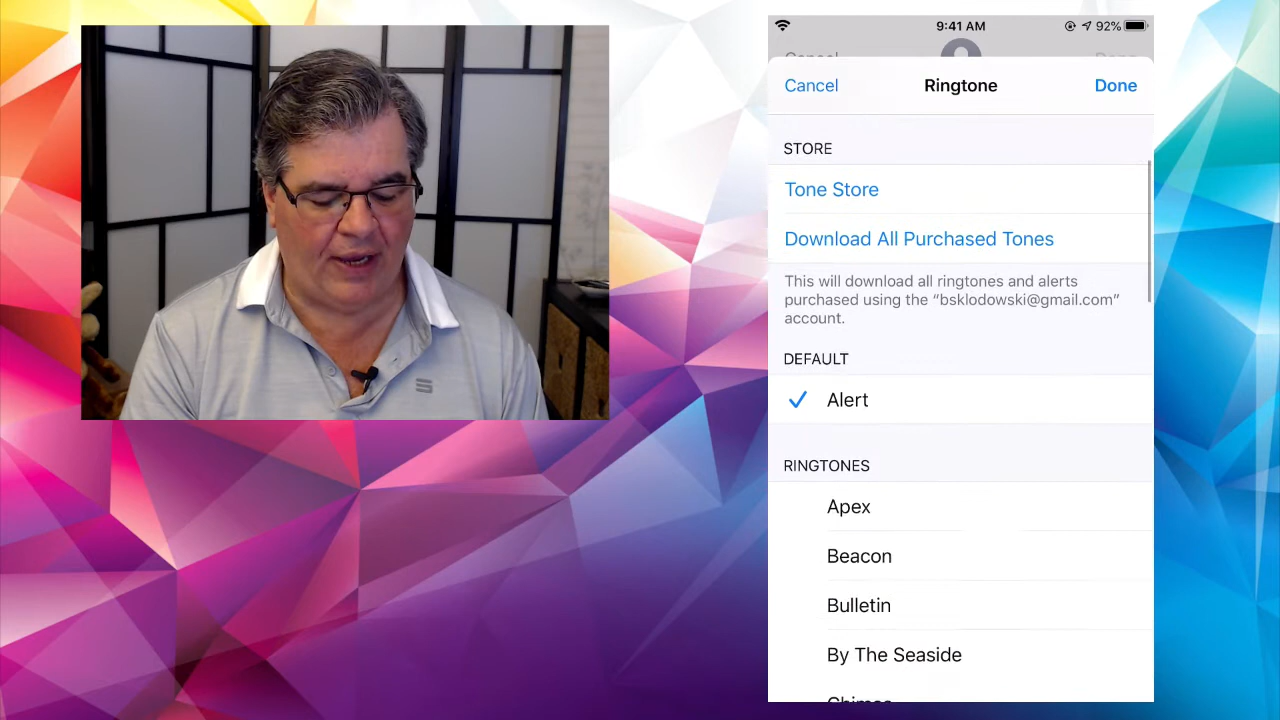 9:41 AM
92%
Cancel
Ringtone
Done
STORE
Tone Store
Download All Purchased Tones
This will download all ringtones and alerts
purchased using the “bsklodowski@gmail.com”
account.
DEFAULT
Alert
RINGTONES
Apex
Beacon
Bulletin
By The Seaside